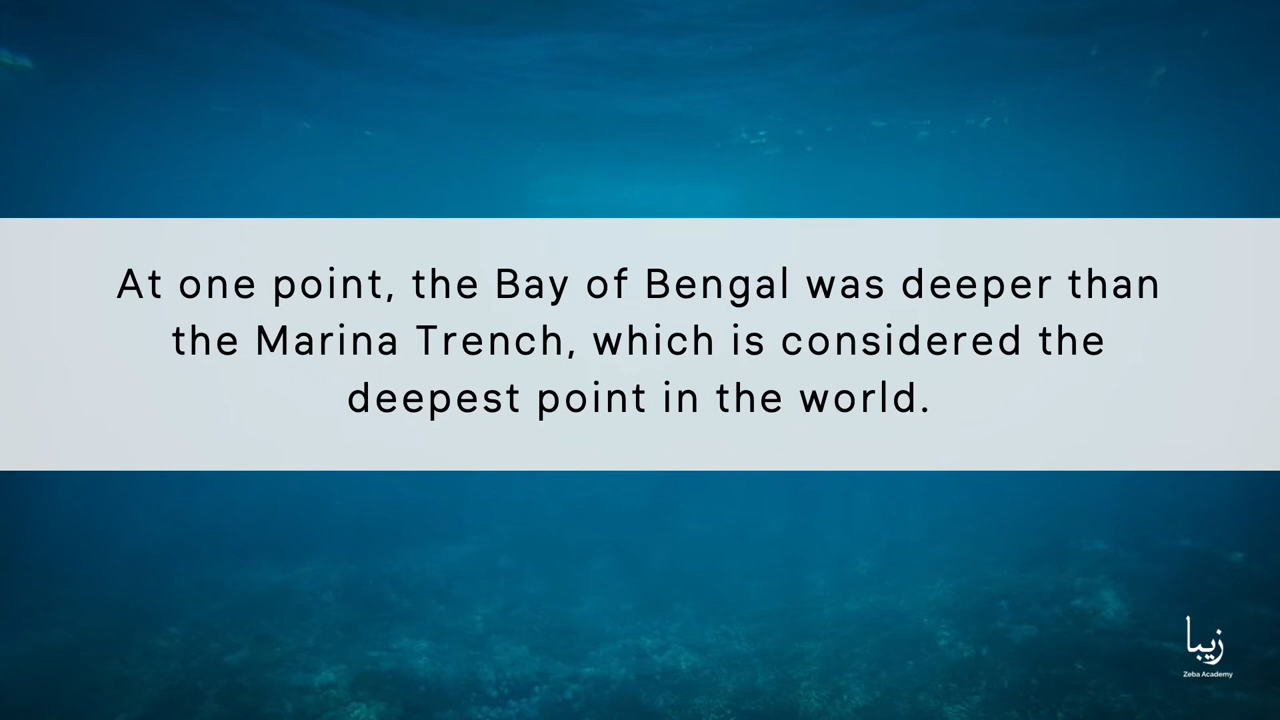 At one point, the Bay of Bengal was deeper than
the Marina Trench, which is considered the
deepest point in the world.
زيبا
Zeba Academy